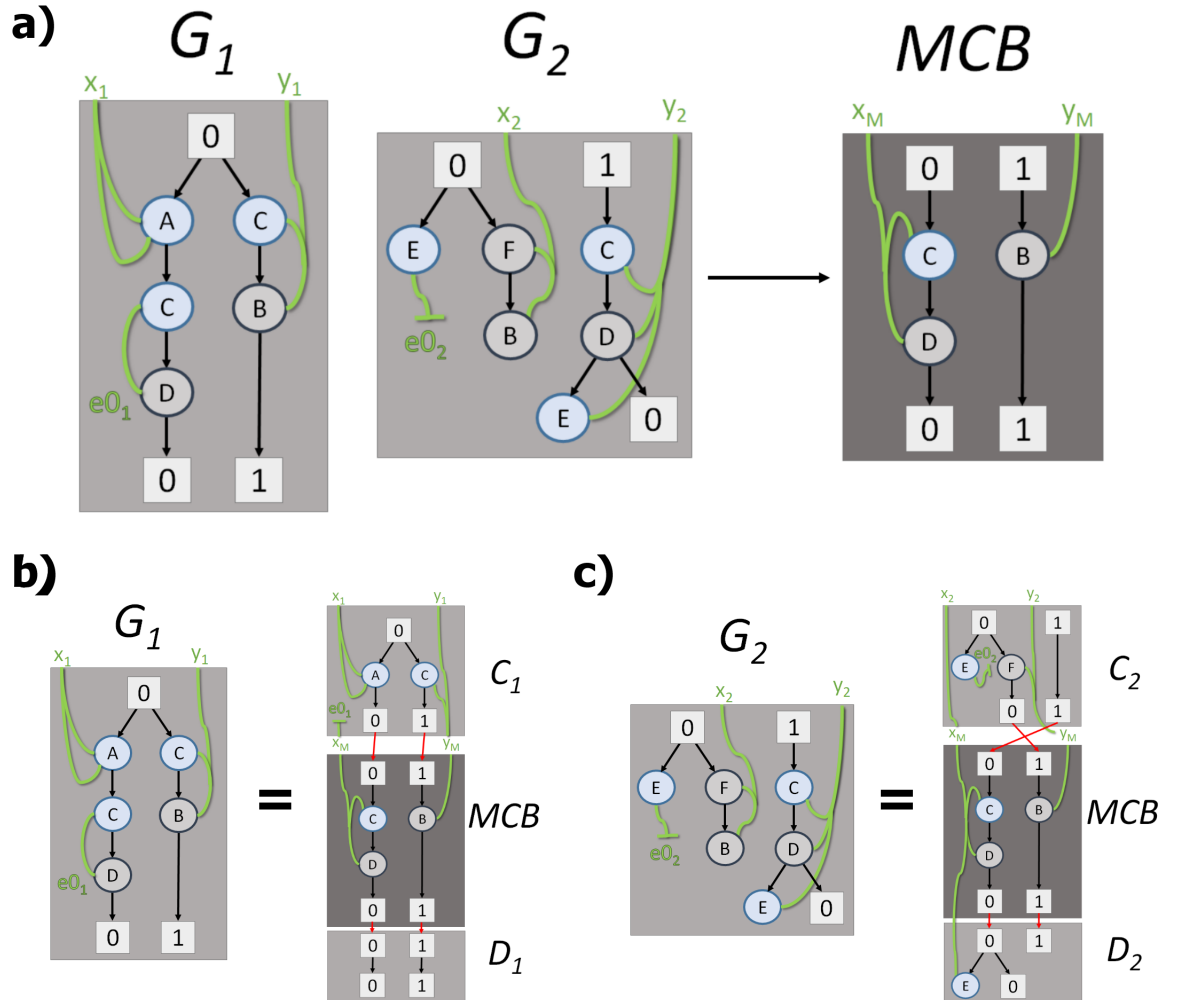 a)
G1 G2 MCB
x1 y1 x2 y2 xM yM
0 0 1 0 1
A C E F C C B
C B e02 B D D
e01 D E 0
0 1 0 1
b) c)
G1 = x1 y1 C1
0
A C
e01 0 1
xM yM
0 1
C B MCB
D
0 1
0 1 D1
0 1
x1 y1
0
A C
C B
e01 D
0 1
G2 = x2 y2 C2
0 1
E e02 F
0 1
xM yM
0 1
C B MCB
D
0 1
0 1 D2
E 0
x2 y2
0 1
E F C
e02 B D
E 0